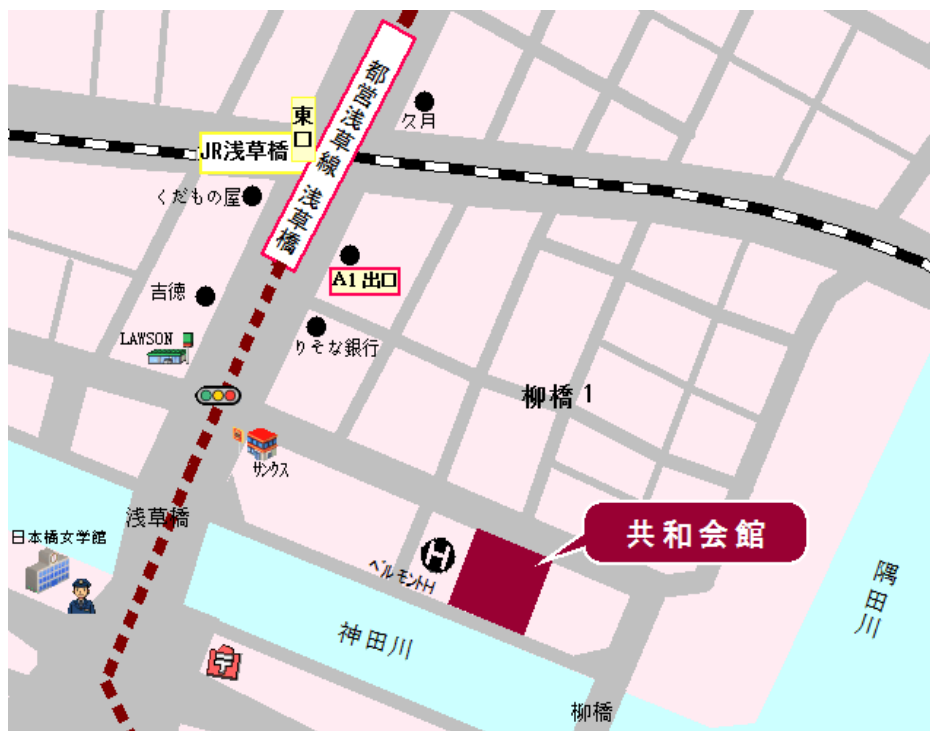 都営浅草線 浅草橋
久月
東口
JR浅草橋
くだもの屋
A1出口
吉徳
りそな銀行
LAWSON
柳橋 1
サンクス
浅草橋
共和会館
日本橋文学館
ベルモントH
H
隅田川
神田川
〒
柳橋